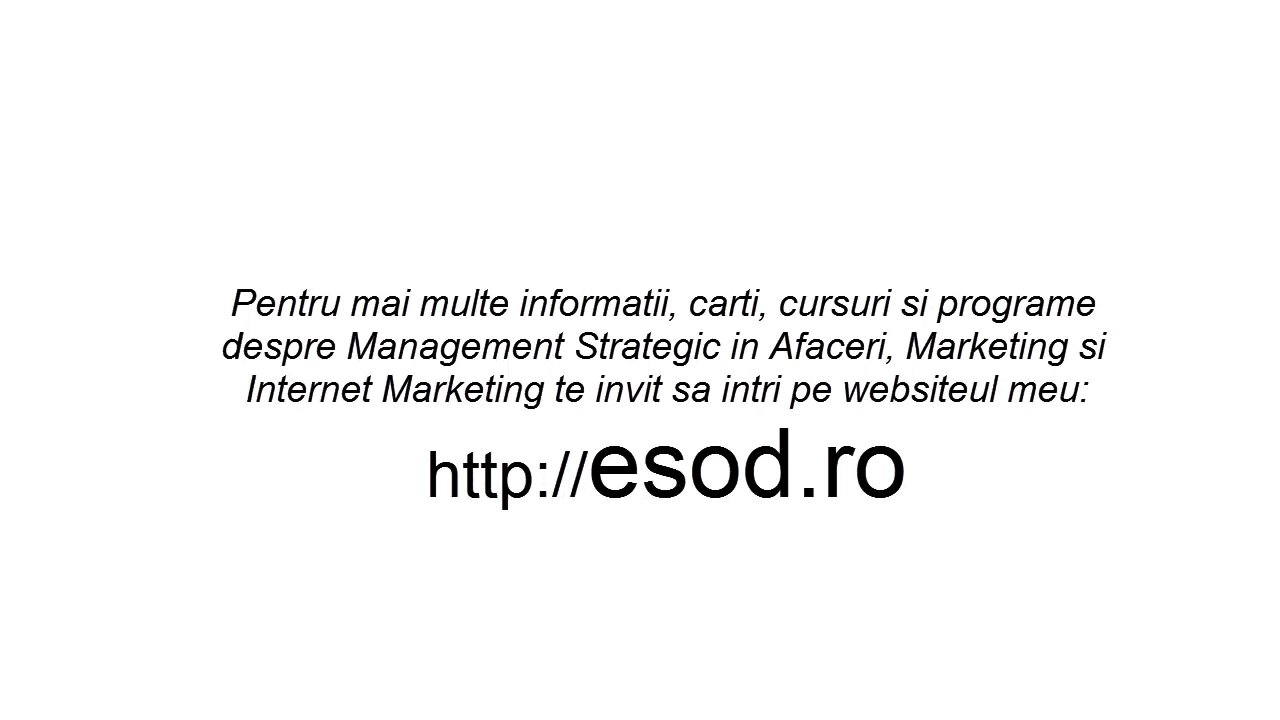 Pentru mai multe informatii, carti, cursuri si programe
despre Management Strategic in Afaceri, Marketing si
Internet Marketing te invit sa intri pe websiteul meu:
http://esod.ro